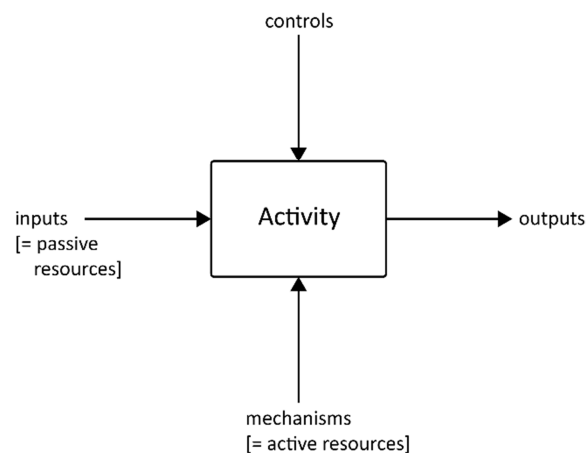 controls
Activity
inputs
[= passive
resources]
outputs
mechanisms
[= active resources]